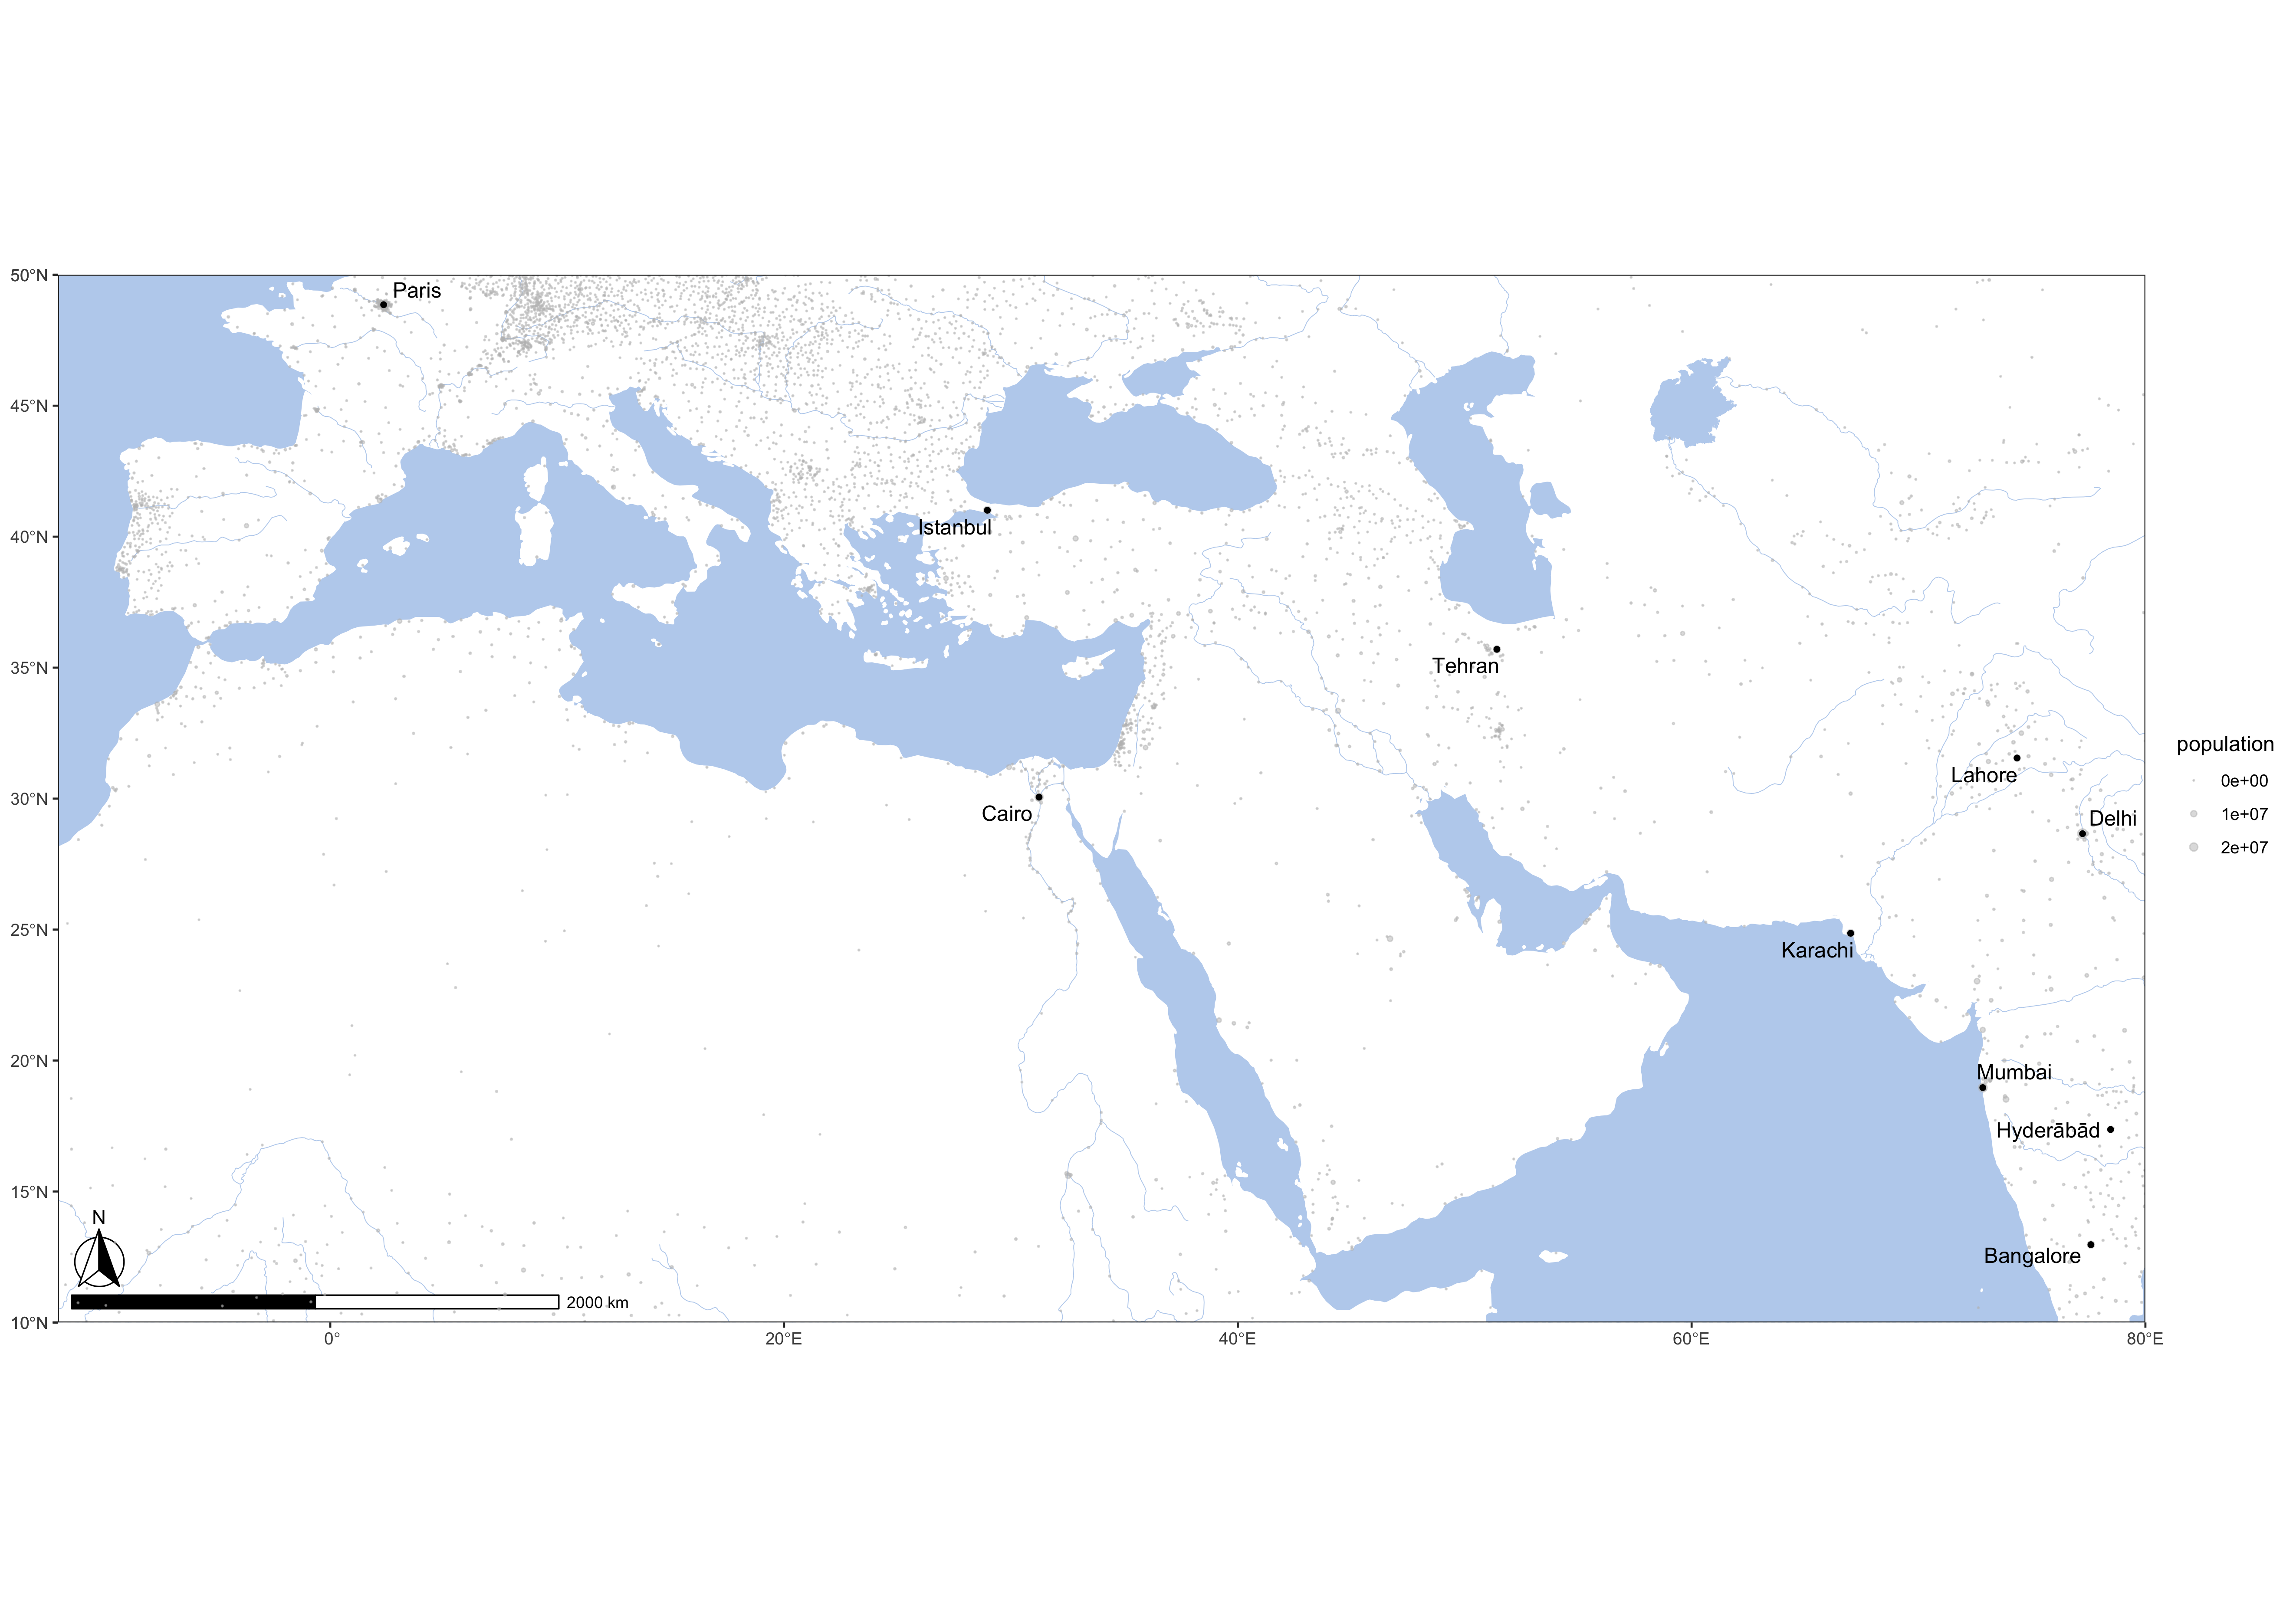 50°N
45°N
40°N
35°N
30°N
25°N
20°N
15°N
10°N
0°
20°E
40°E
60°E
80°E
Paris
Istanbul
Tehran
Lahore
Cairo
Delhi
Karachi
Mumbai
Hyderābād
Bangalore
N
2000 km
population
0e+00
1e+07
2e+07